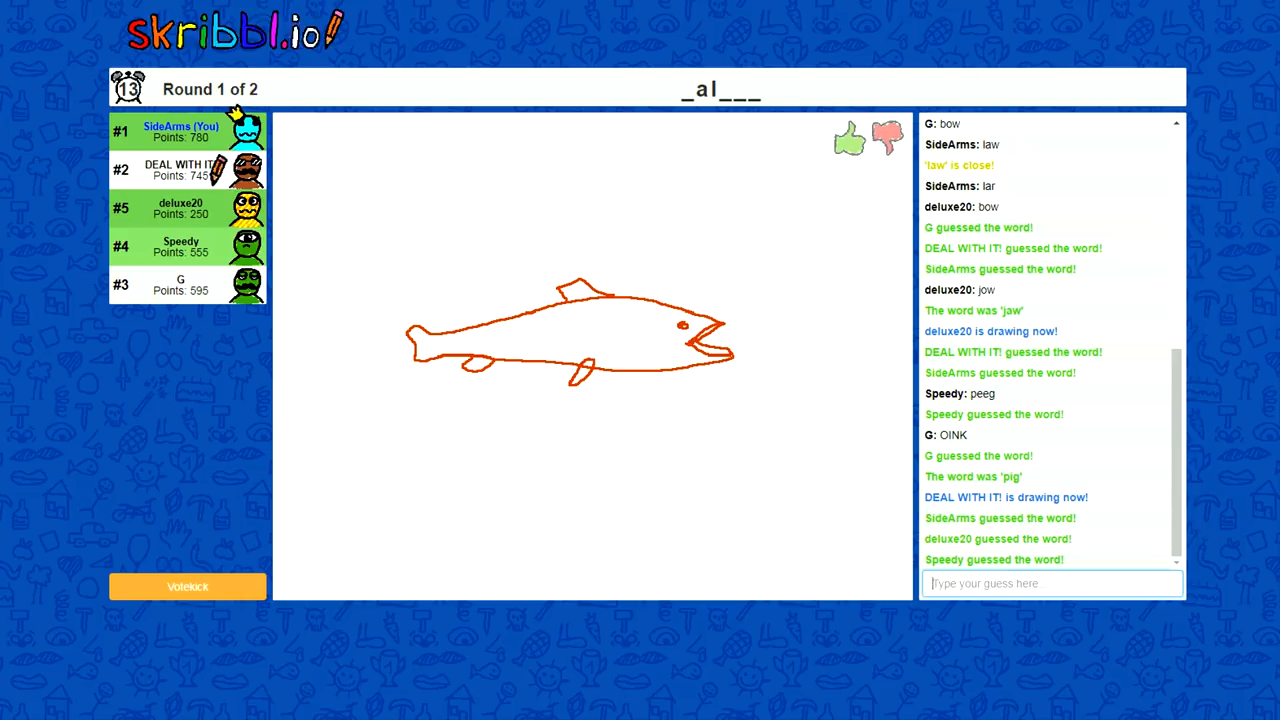 skribbl.io
13
Round 1 of 2
_al___
#1
SideArms (You)
Points: 780
#2
DEAL WITH IT!
Points: 745
#5
deluxe20
Points: 250
#4
Speedy
Points: 555
#3
G
Points: 595
Votekick
G: bow
SideArms: law
'law' is close!
SideArms: lar
deluxe20: bow
G guessed the word!
DEAL WITH IT! guessed the word!
SideArms guessed the word!
deluxe20: jow
The word was 'jaw'
deluxe20 is drawing now!
DEAL WITH IT! guessed the word!
SideArms guessed the word!
Speedy: peeg
Speedy guessed the word!
G: OINK
G guessed the word!
The word was 'pig'
DEAL WITH IT! is drawing now!
SideArms guessed the word!
deluxe20 guessed the word!
Speedy guessed the word!
Type your guess here...